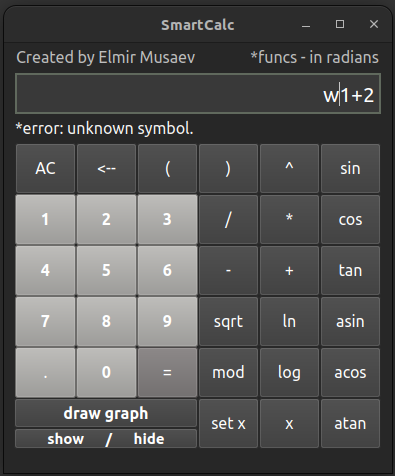 SmartCalc
Created by Elmir Musaev *funcs - in radians
w1+2
*error: unknown symbol.
AC <-- ( ) ^ sin
1 2 3 / * cos
4 5 6 - + tan
7 8 9 sqrt ln asin
. 0 = mod log acos
draw graph set x x atan
show / hide